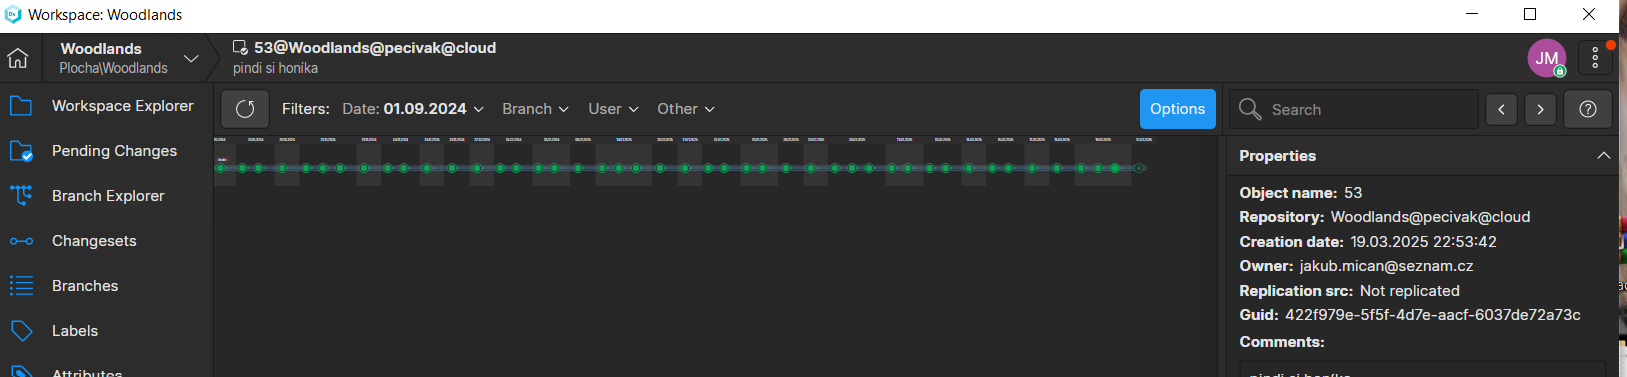 Workspace: Woodlands
Woodlands
Plocha\Woodlands
53@Woodlands@pecivak@cloud
pindi si honíka
JM
Workspace Explorer
Pending Changes
Branch Explorer
Changesets
Branches
Labels
Attributes
Filters: Date: 01.09.2024 Branch User Other
Options
Search
Properties
Object name: 53
Repository: Woodlands@pecivak@cloud
Creation date: 19.03.2025 22:53:42
Owner: jakub.mican@seznam.cz
Replication src: Not replicated
Guid: 422f979e-5f5f-4d7e-aacf-6037de72a73c
Comments:
pindi si honíka